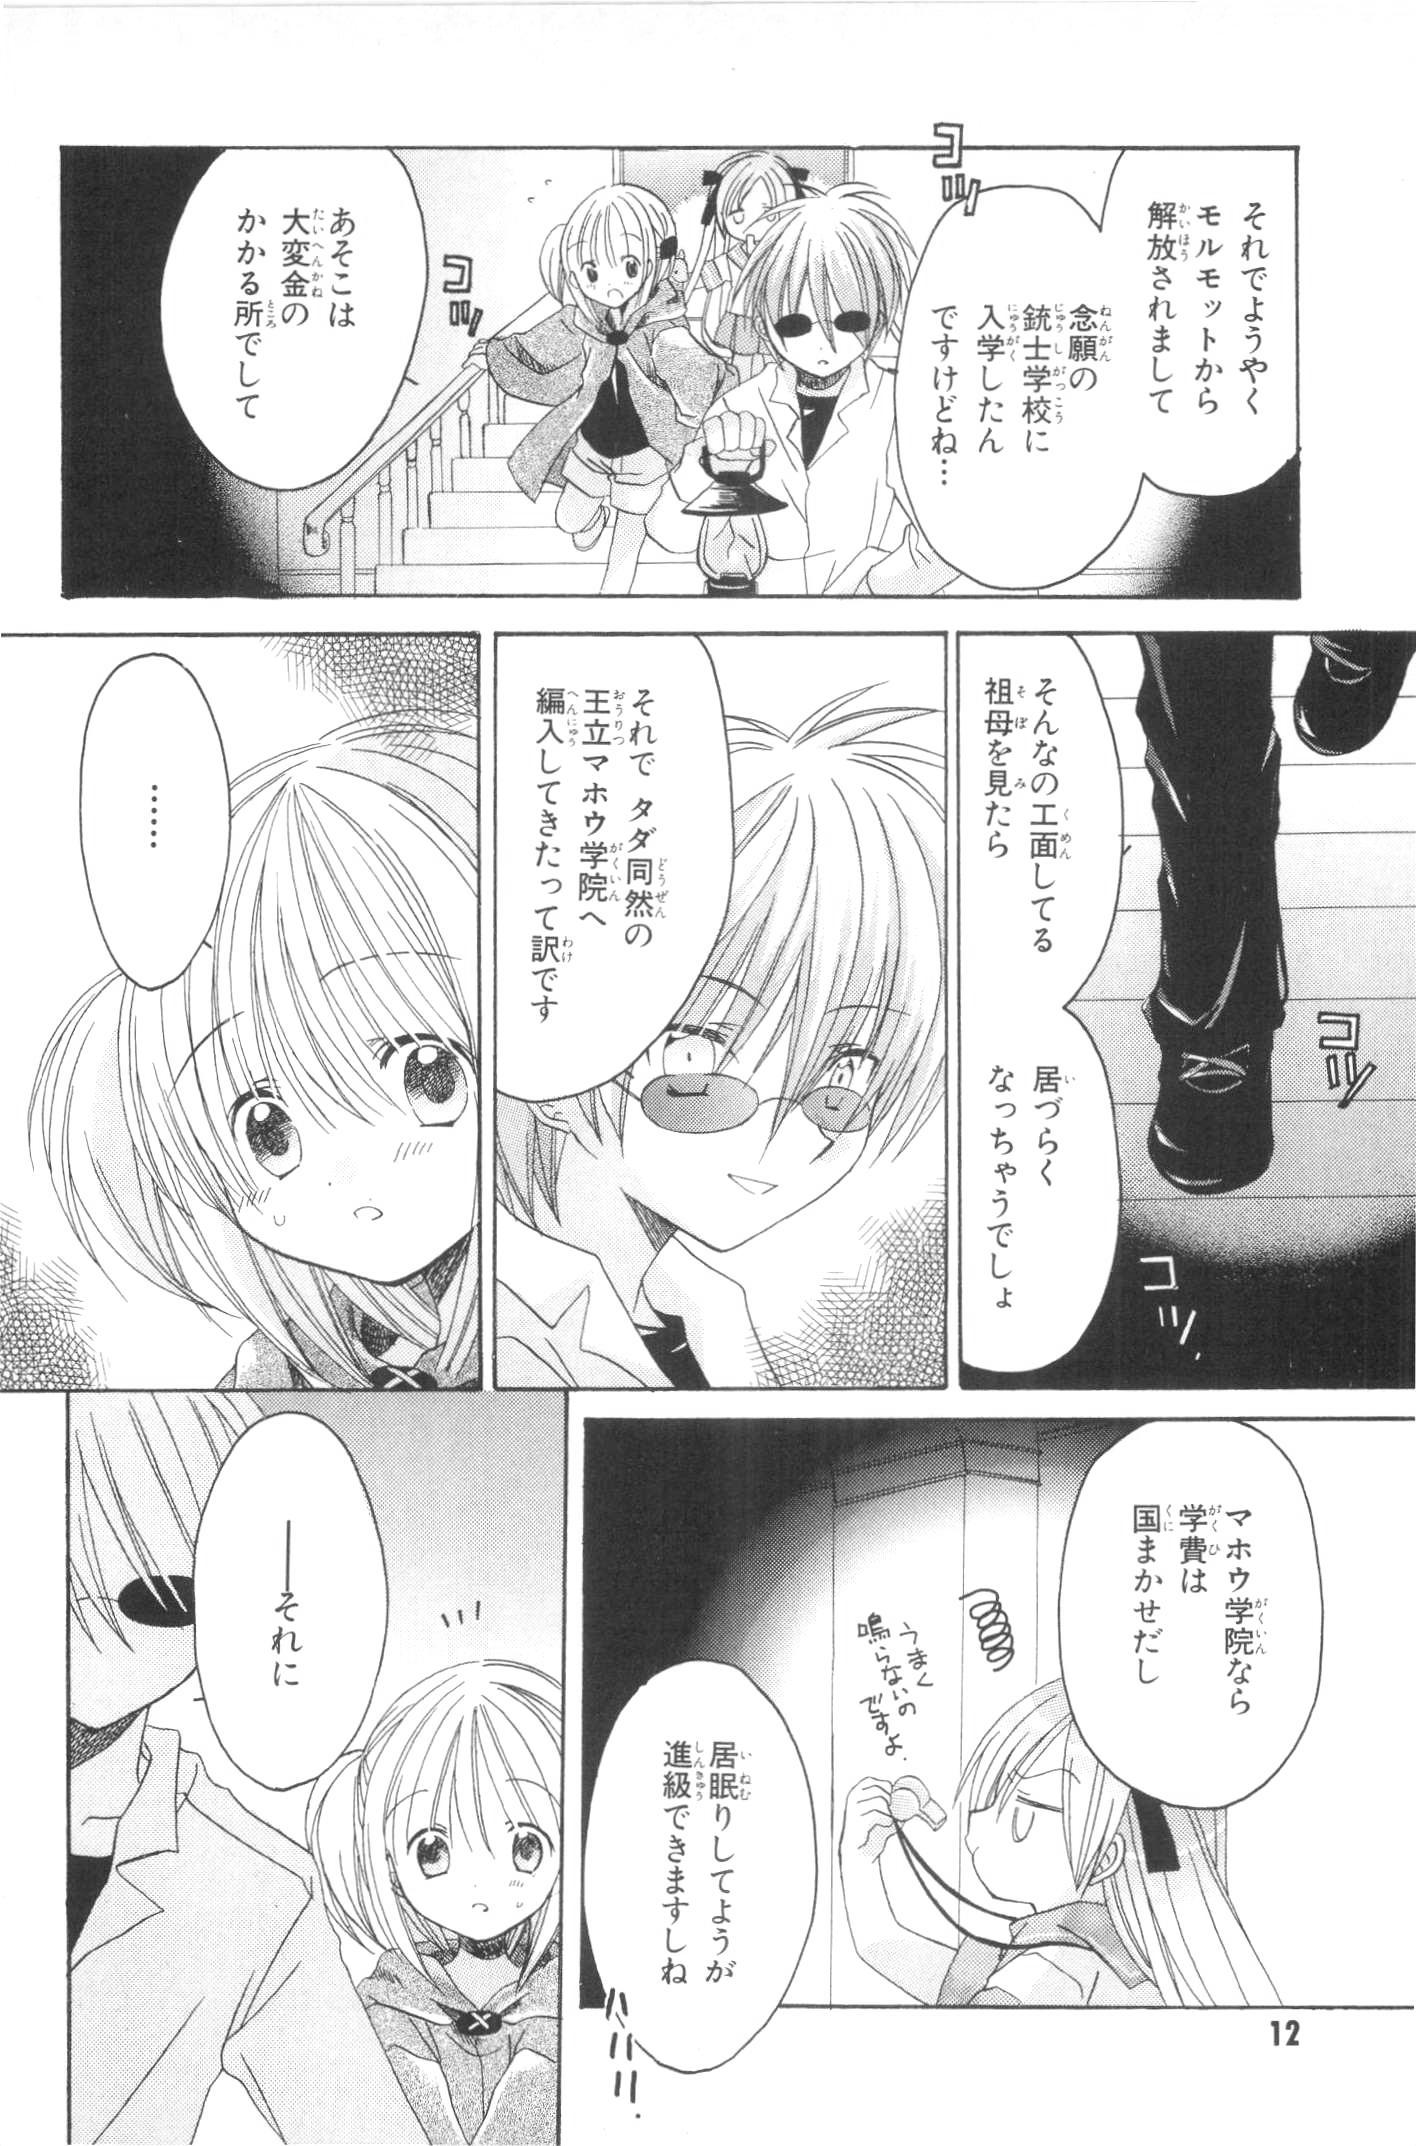 それでようやく
モルモットから
解放されまして
念願の
銃士学校に
入学したん
ですけどね…
コツ
コツ
あそこは
大変金の
かかる所でして
そんなの工面してる
祖母を見たら
居づらく
なっちゃうでしょ
コツ
コツ
それで タダ同然の
王立マホウ学院へ
編入してきたって訳です
……
マホウ学院なら
学費は
国まかせだし
うまく
鳴らないの
ですよ.
居眠りしてようが
進級できますしね
ハハ
――それに
12